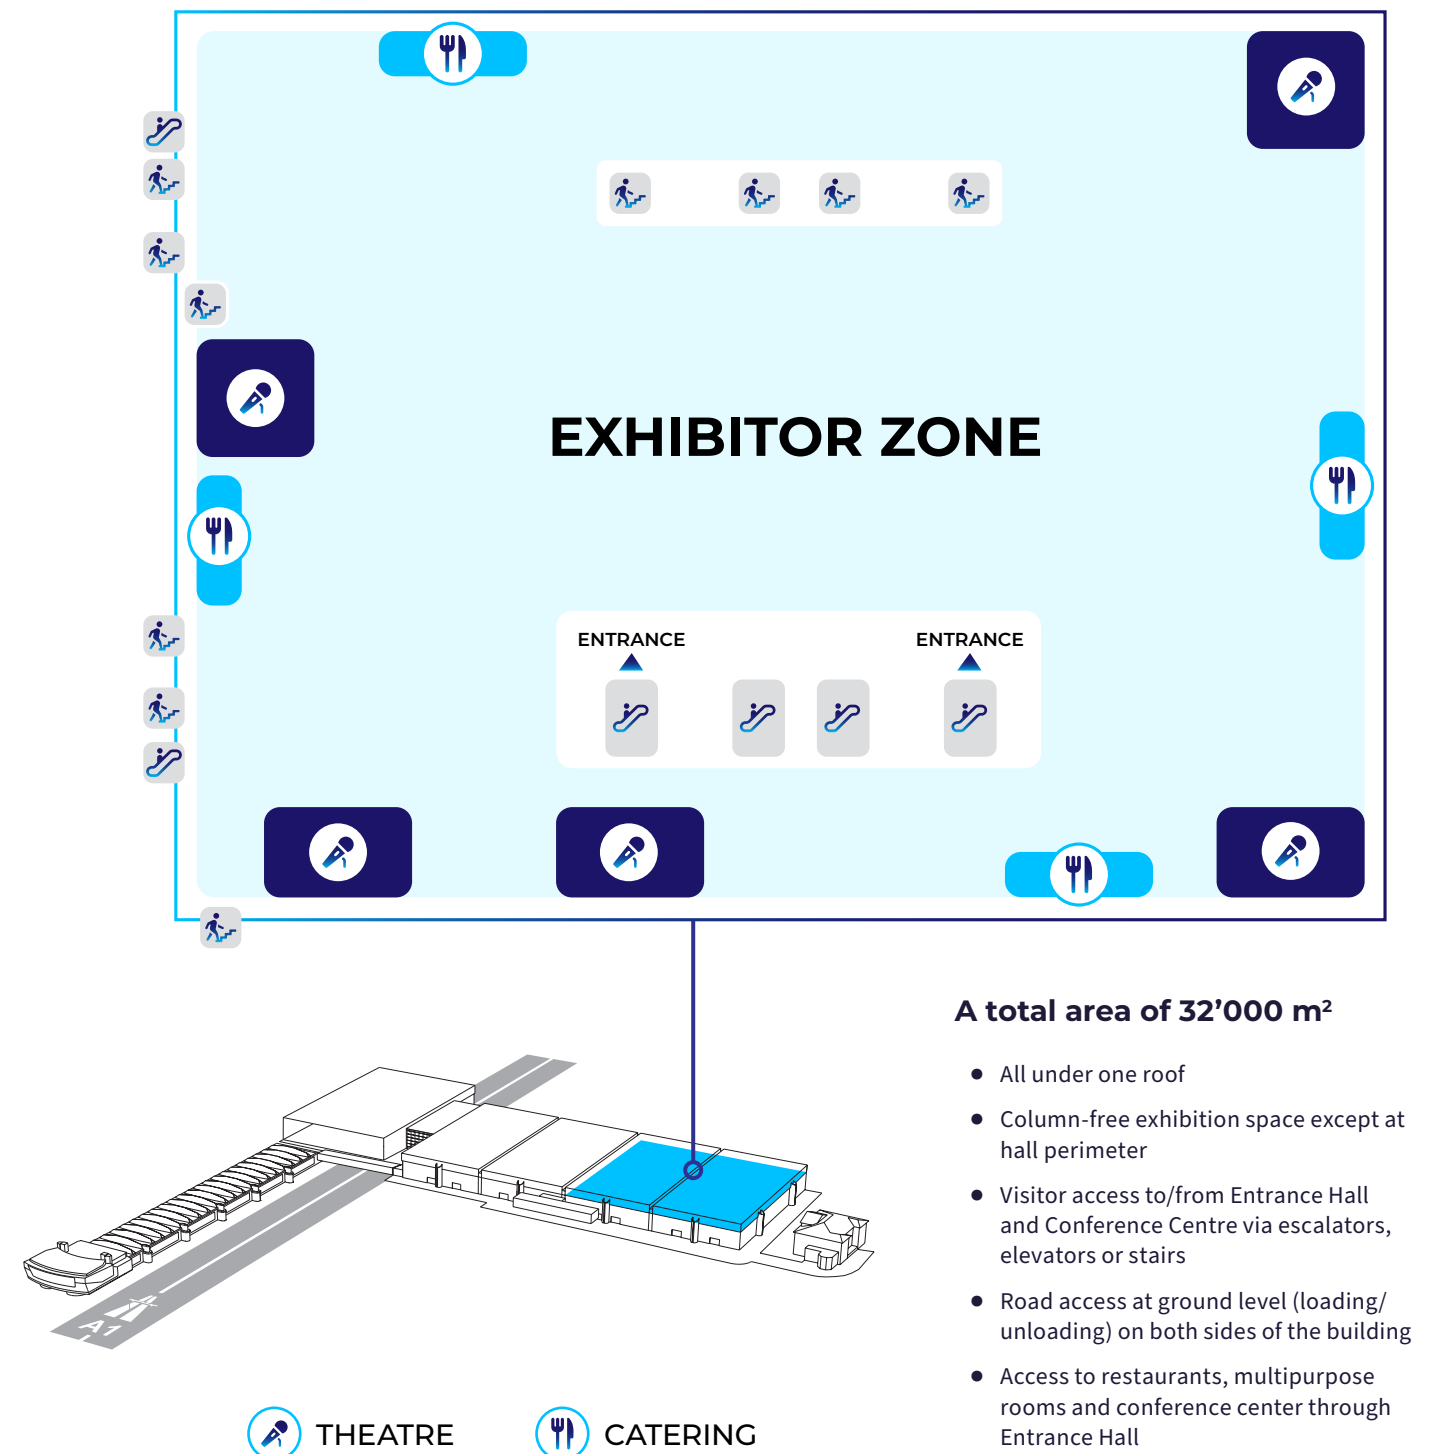 EXHIBITOR ZONE
ENTRANCE
ENTRANCE
A total area of 32’000 m²
All under one roof
Column-free exhibition space except at
hall perimeter
Visitor access to/from Entrance Hall
and Conference Centre via escalators,
elevators or stairs
Road access at ground level (loading/
unloading) on both sides of the building
Access to restaurants, multipurpose
rooms and conference center through
Entrance Hall
A1
THEATRE
CATERING